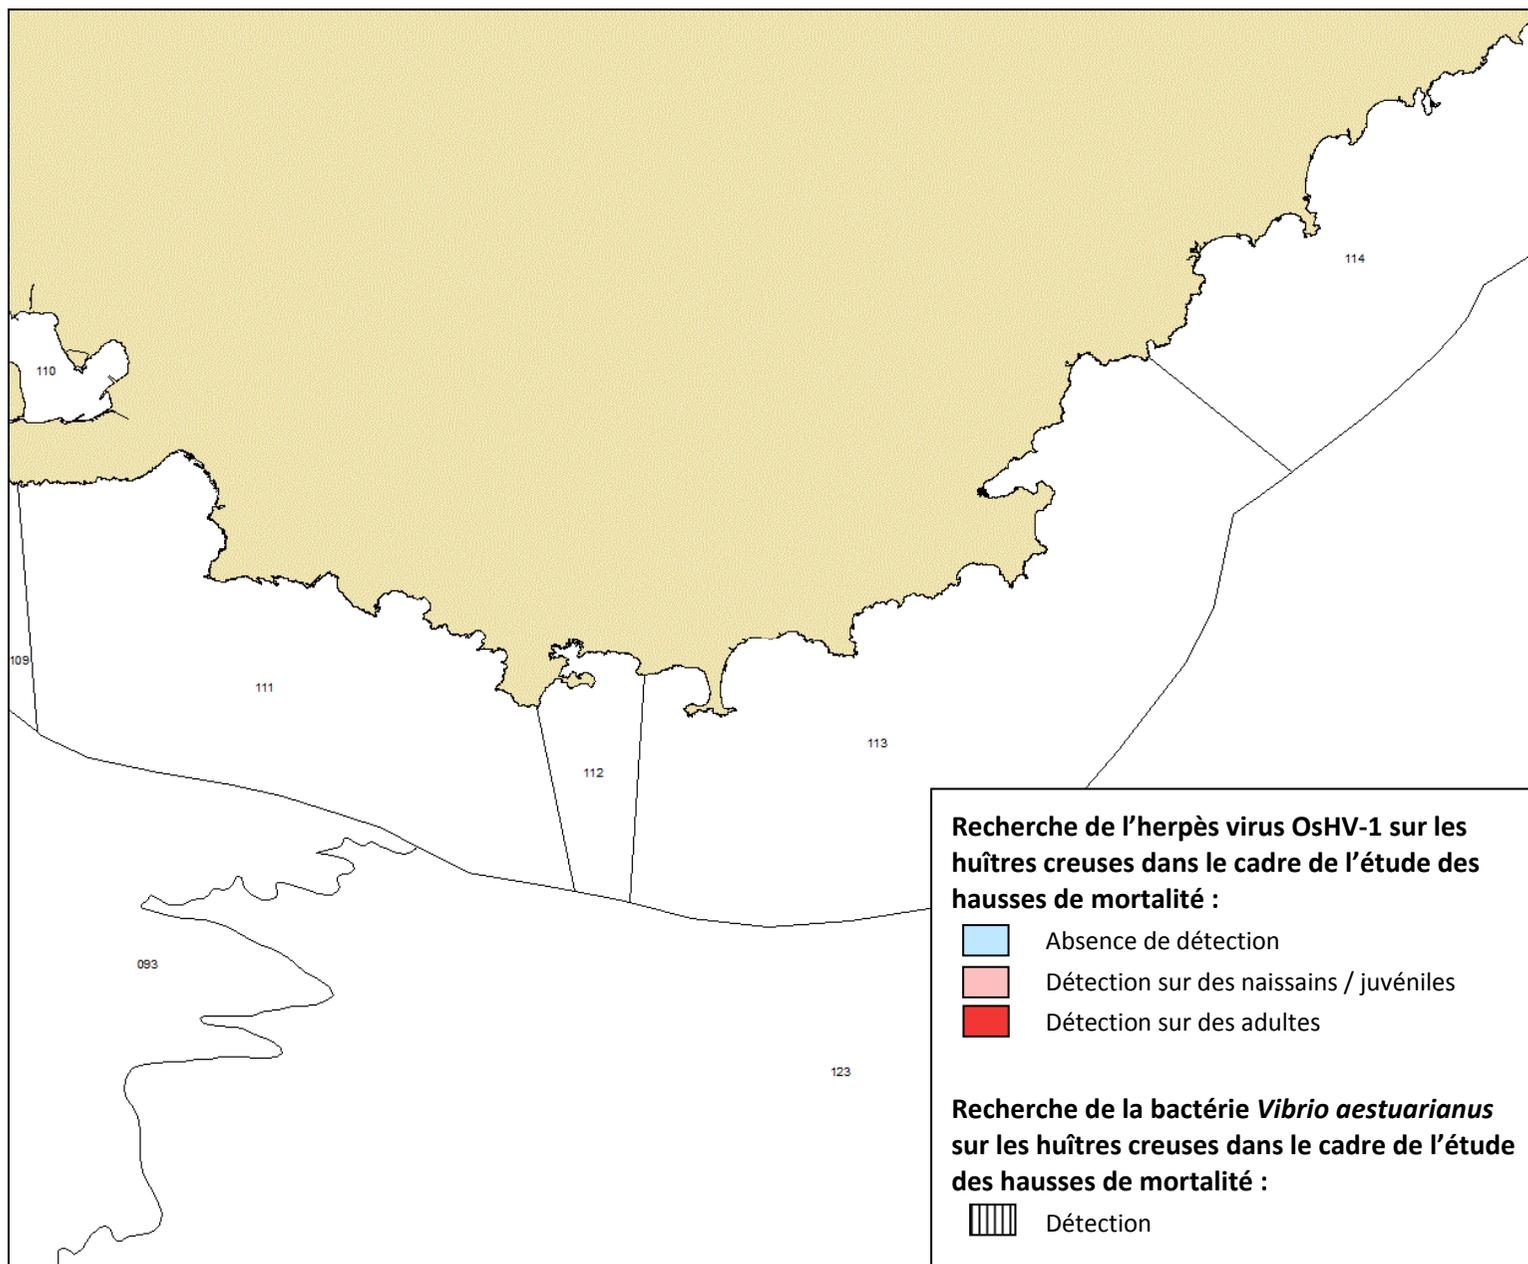 114
110
109
111
113
112
093
123
Recherche de l’herpès virus OsHV-1 sur les
huîtres creuses dans le cadre de l’étude des
hausses de mortalité :
Absence de détection
Détection sur des naissains / juvéniles
Détection sur des adultes
Recherche de la bactérie Vibrio aestuarianus
sur les huîtres creuses dans le cadre de l’étude
des hausses de mortalité :
Détection